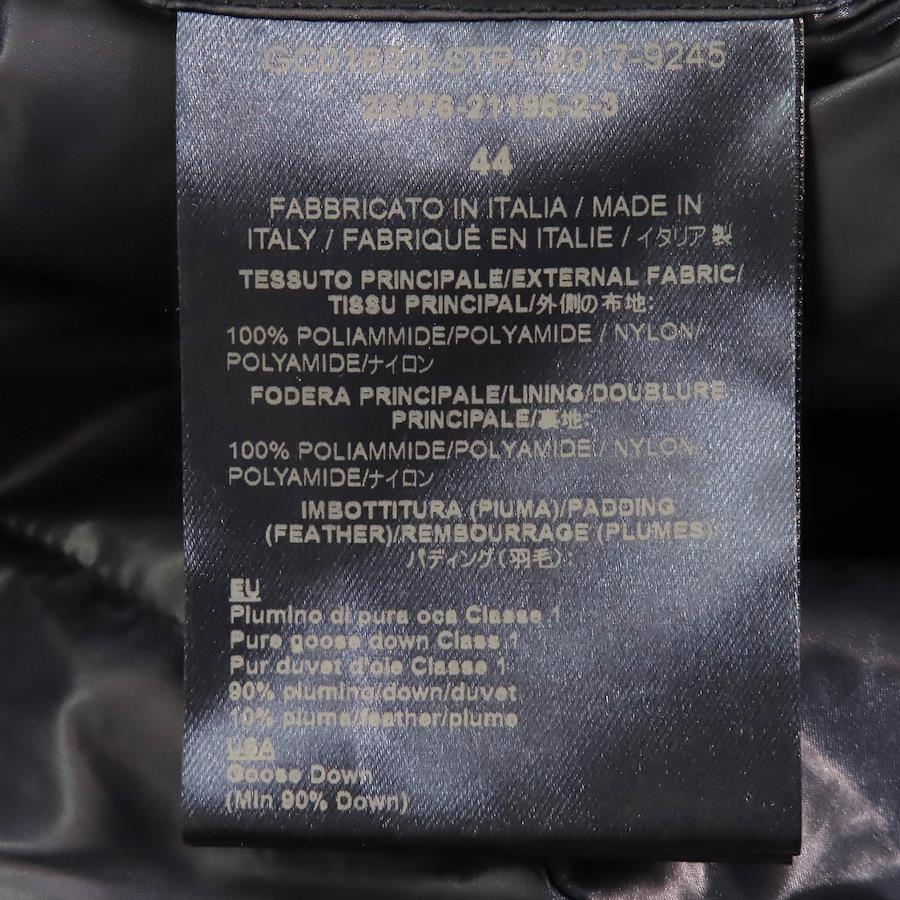 GC0162D-STP-12017-9245
22476-21196-2-3
44
FABBRICATO IN ITALIA / MADE IN
ITALY / FABRIQUÉ EN ITALIE / イタリア製
TESSUTO PRINCIPALE/EXTERNAL FABRIC/
TISSU PRINCIPAL/外側の布地:
100% POLIAMMIDE/POLYAMIDE / NYLON/
POLYAMIDE/ナイロン
FODERA PRINCIPALE/LINING/DOUBLURE
PRINCIPALE/裏地:
100% POLIAMMIDE/POLYAMIDE / NYLON/
POLYAMIDE/ナイロン
IMBOTTITURA (PIUMA)/PADDING
(FEATHER)/REMBOURRAGE (PLUMES)/
パディング(羽毛):
EU
Piumino di pura oca Classe 1
Pure goose down Class 1
Pur duvet d'oie Classe 1
90% piumino/down/duvet
10% piuma/feather/plume
USA
Goose Down
(Min 90% Down)